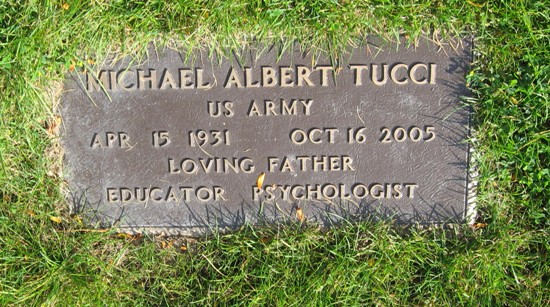 MICHAEL ALBERT TUCCI
US ARMY
APR 15 1931 OCT 16 2005
LOVING FATHER
EDUCATOR PSYCHOLOGIST